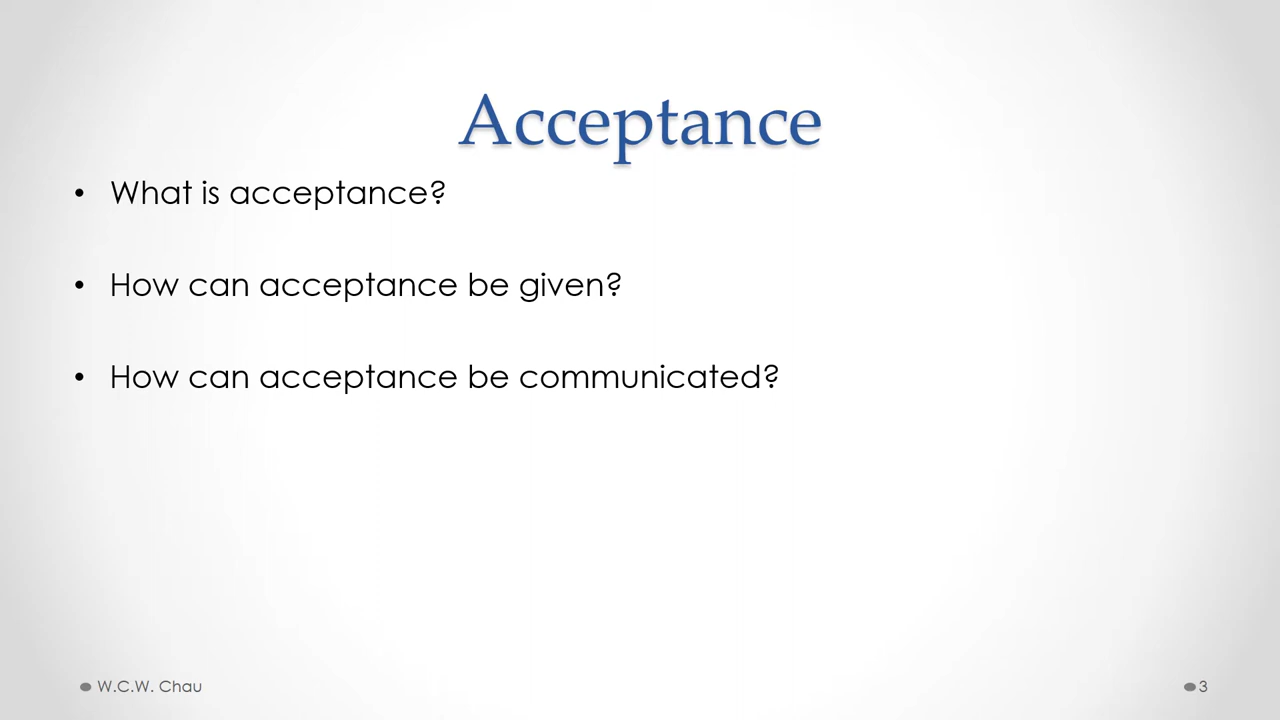 Acceptance
• What is acceptance?
• How can acceptance be given?
• How can acceptance be communicated?
W.C.W. Chau
3